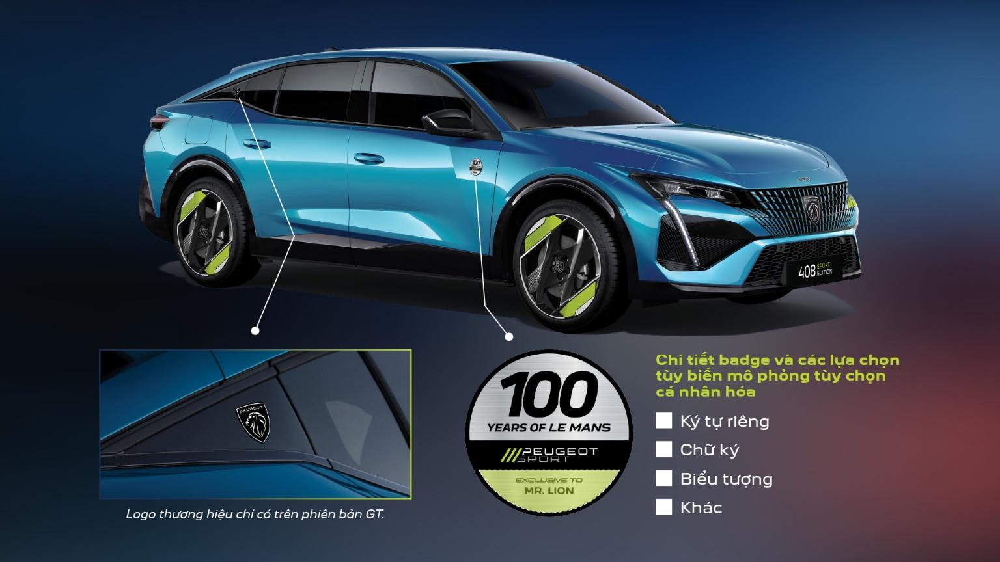 100
408 SPORT
EDITION
PEUGEOT
Logo thương hiệu chỉ có trên phiên bản GT.
100
YEARS OF LE MANS
PEUGEOT
SPORT
EXCLUSIVE TO
MR. LION
Chi tiết badge và các lựa chọn
tùy biến mô phỏng tùy chọn
cá nhân hóa
Ký tự riêng
Chữ ký
Biểu tượng
Khác